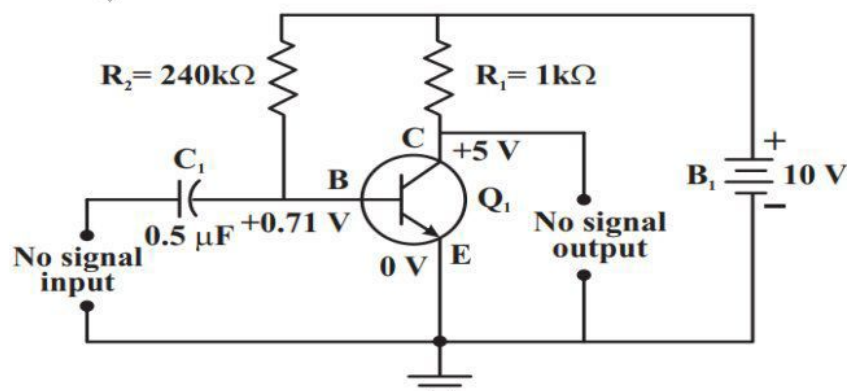 R₂= 240kΩ
R₁= 1kΩ
C
+5 V
C₁
B
Q₁
B₁
+
10 V
−
0.5 μF
+0.71 V
No signal
input
0 V
E
No signal
output